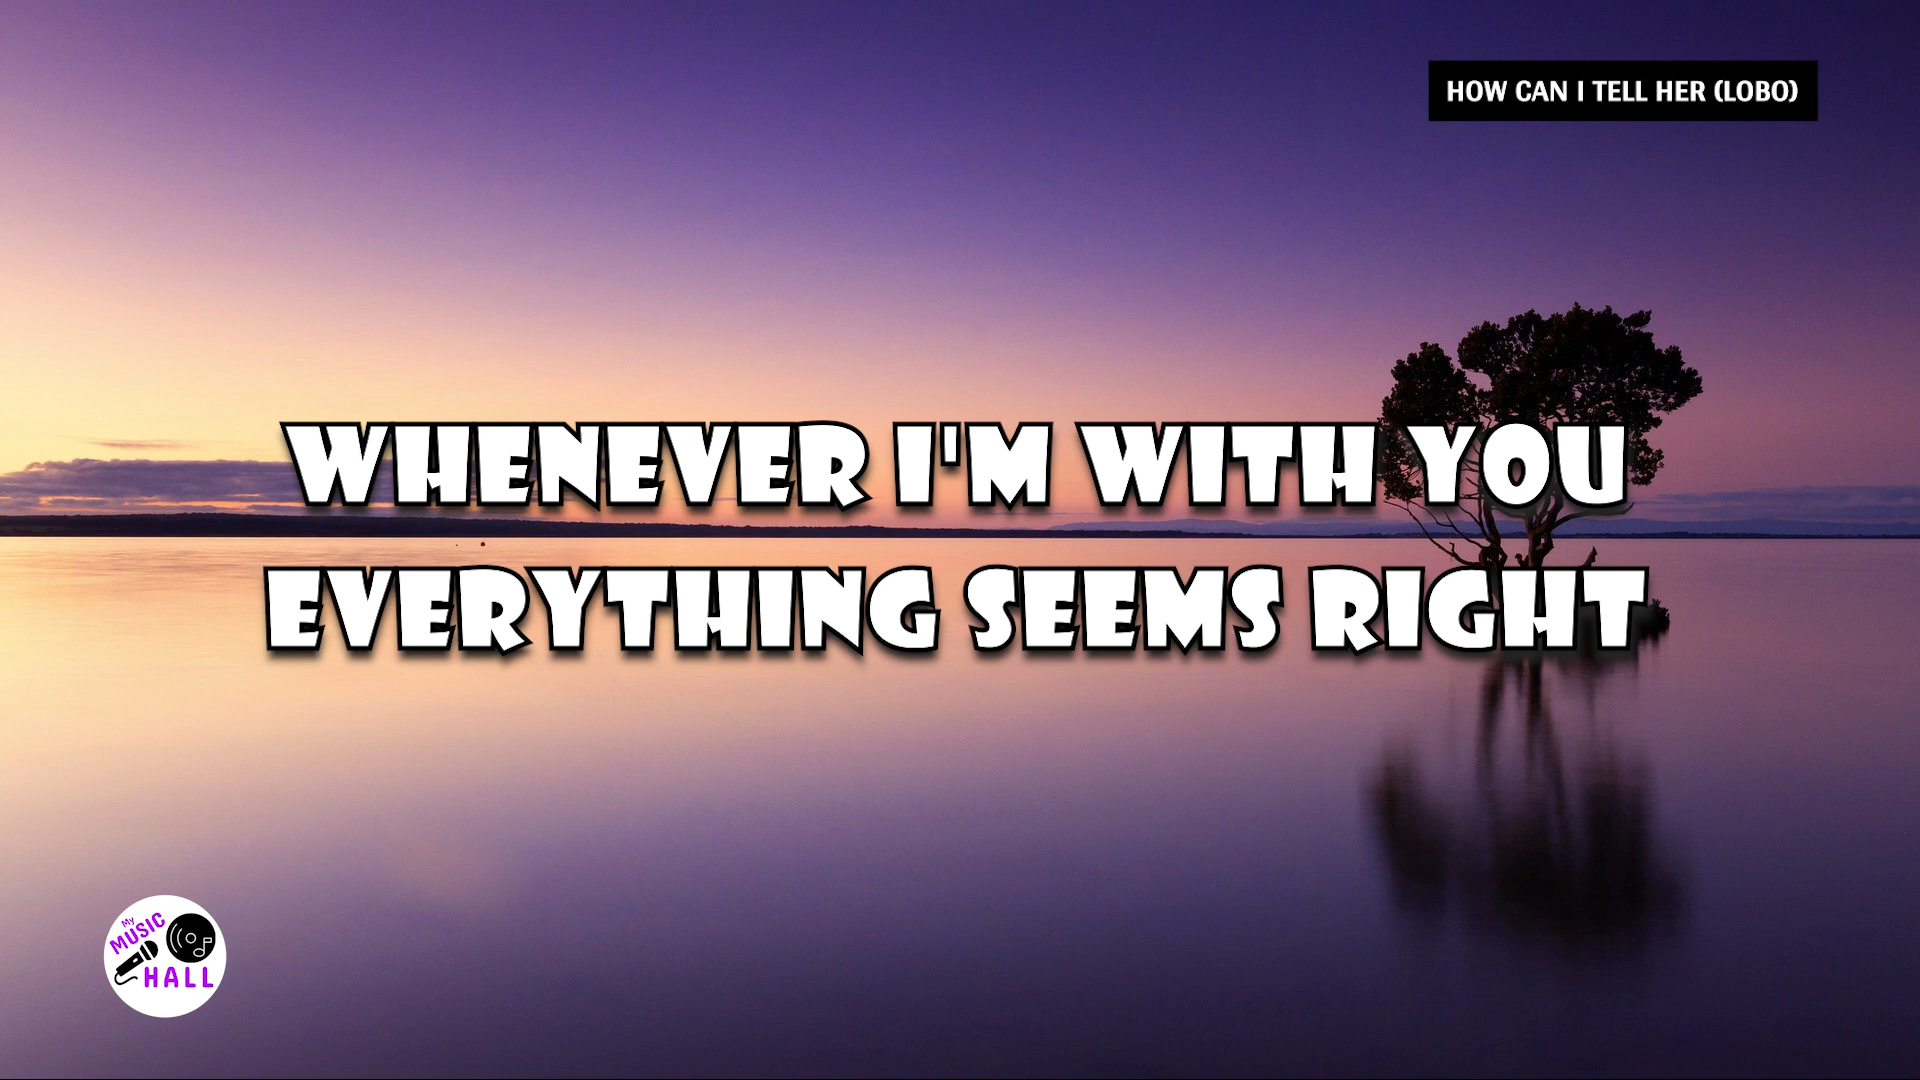 HOW CAN I TELL HER (LOBO)
WHENEVER I'M WITH YOU
EVERYTHING SEEMS RIGHT
My
MUSIC
HALL